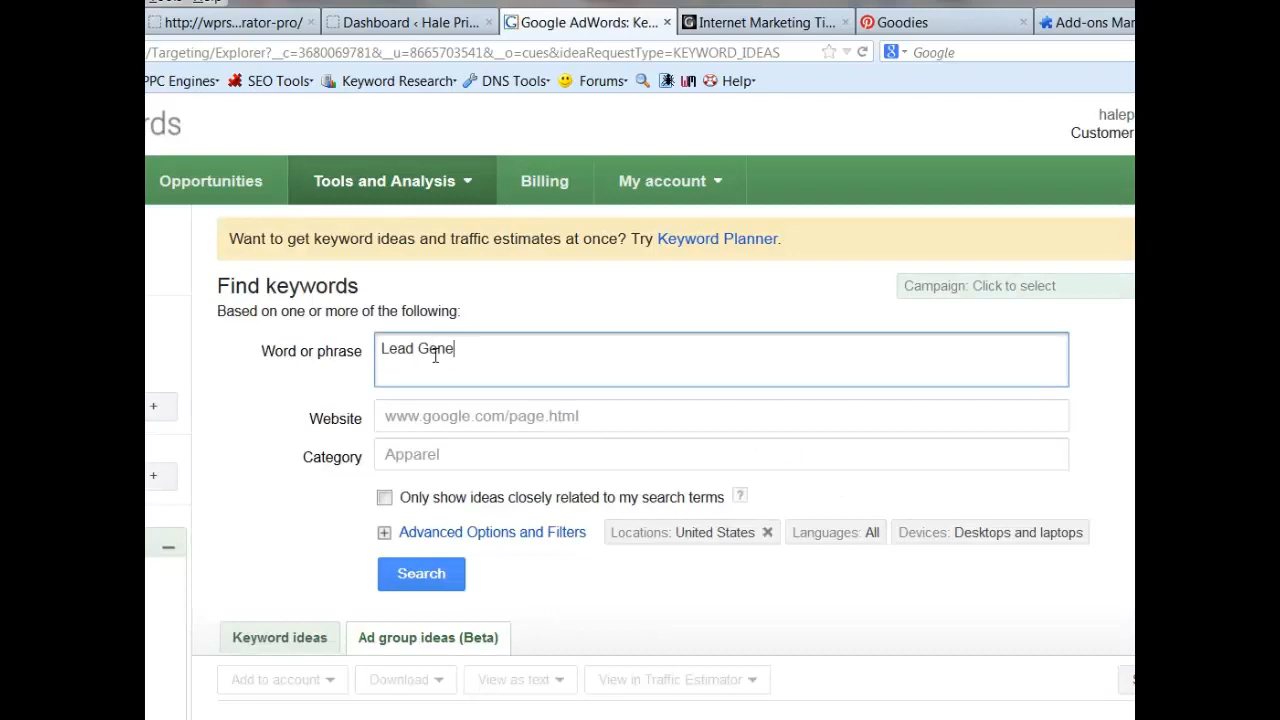 http://wprs...rator-pro/ Dashboard ‹ Hale Pri... Google AdWords: Ke... Internet Marketing Ti... Goodies Add-ons Mar
/Targeting/Explorer?__c=3680069781&__u=8665703541&__o=cues&ideaRequestType=KEYWORD_IDEAS Google
PPC Engines SEO Tools Keyword Research DNS Tools Forums Help
rds
halep
Customer
Opportunities Tools and Analysis Billing My account
Want to get keyword ideas and traffic estimates at once? Try Keyword Planner.
Find keywords
Campaign: Click to select
Based on one or more of the following:
Word or phrase Lead Gene
Website www.google.com/page.html
Category Apparel
Only show ideas closely related to my search terms ?
Advanced Options and Filters Locations: United States Languages: All Devices: Desktops and laptops
Search
Keyword ideas Ad group ideas (Beta)
Add to account Download View as text View in Traffic Estimator